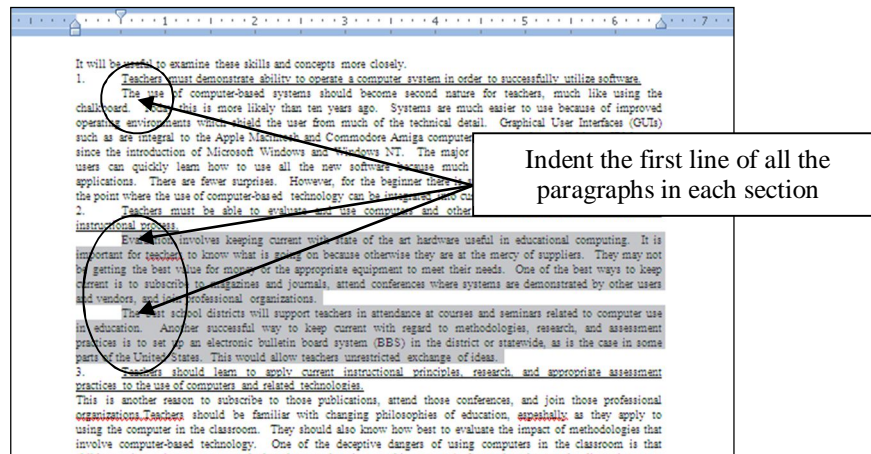 1 2 3 4 5 6 7
It will be useful to examine these skills and concepts more closely.
1. Teachers must demonstrate ability to operate a computer system in order to successfully utilize software.
The use of computer-based systems should become second nature for teachers, much like using the
chalkboard. Today this is more likely than ten years ago. Systems are much easier to use because of improved
operating environments which shield the user from much of the technical detail. Graphical User Interfaces (GUIs)
such as are integral to the Apple Macintosh and Commodore Amiga computer
since the introduction of Microsoft Windows and Windows NT. The major
users can quickly learn how to use all the new software because much
applications. There are fewer surprises. However, for the beginner there is
the point where the use of computer-based technology can be integrated into
Indent the first line of all the
paragraphs in each section
2. Teachers must be able to evaluate and use computers and other
instructional process.
Evaluation involves keeping current with state of the art hardware useful in educational computing. It is
important for teachers to know what is going on because otherwise they are at the mercy of suppliers. They may not
be getting the best value for money or the appropriate equipment to meet their needs. One of the best ways to keep
current is to subscribe to magazines and journals, attend conferences where systems are demonstrated by other users
and vendors, and join professional organizations.
The best school districts will support teachers in attendance at courses and seminars related to computer use
in education. Another successful way to keep current with regard to methodologies, research, and assessment
practices is to set up an electronic bulletin board system (BBS) in the district or statewide, as is the case in some
parts of the United States. This would allow teachers unrestricted exchange of ideas.
3. Teachers should learn to apply current instructional principles, research, and appropriate assessment
practices to the use of computers and related technologies.
This is another reason to subscribe to those publications, attend those conferences, and join those professional
organizations.Teachers should be familiar with changing philosophies of education, espeshally as they apply to
using the computer in the classroom. They should also know how best to evaluate the impact of methodologies that
involve computer-based technology. One of the deceptive dangers of using computers in the classroom is that